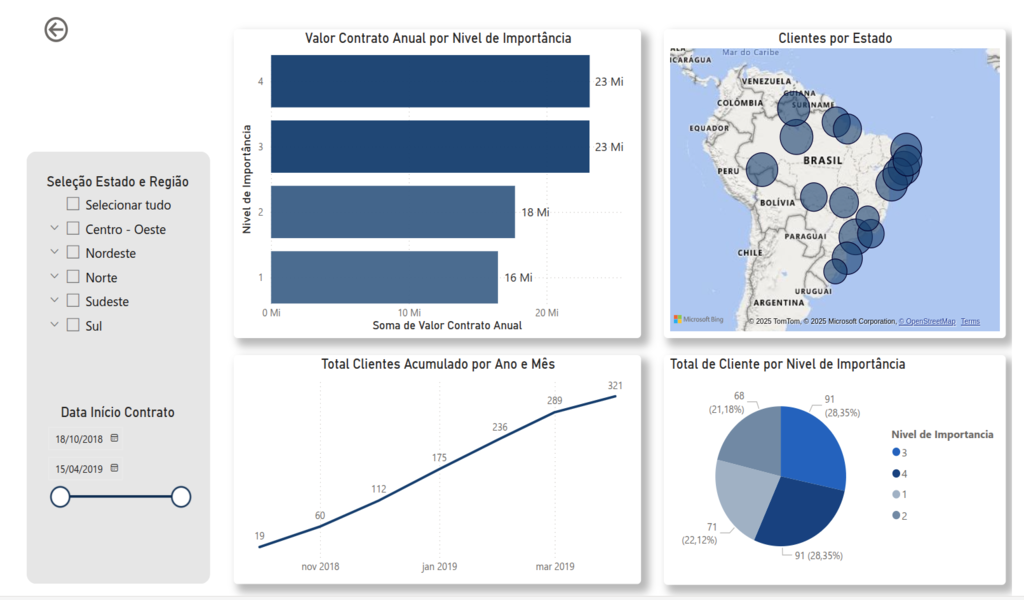 Seleção Estado e Região
Selecionar tudo
Centro - Oeste
Nordeste
Norte
Sudeste
Sul
Data Início Contrato
18/10/2018
15/04/2019
Valor Contrato Anual por Nivel de Importância
Nivel de Importância
4
23 Mi
3
23 Mi
2
18 Mi
1
16 Mi
0 Mi
10 Mi
20 Mi
Soma de Valor Contrato Anual
Clientes por Estado
Mar do Caribe
ICARAGUA
VENEZUELA
GUIANA
SURINAME
COLÔMBIA
EQUADOR
BRASIL
PERU
BOLÍVIA
PARAGUAI
CHILE
URUGUAI
ARGENTINA
Microsoft Bing
© 2025 TomTom, © 2025 Microsoft Corporation, © OpenStreetMap Terms
Total Clientes Acumulado por Ano e Mês
19
60
112
175
236
289
321
nov 2018
jan 2019
mar 2019
Total de Cliente por Nivel de Importância
68
(21,18%)
91
(28,35%)
71
(22,12%)
91 (28,35%)
Nivel de Importancia
3
4
1
2